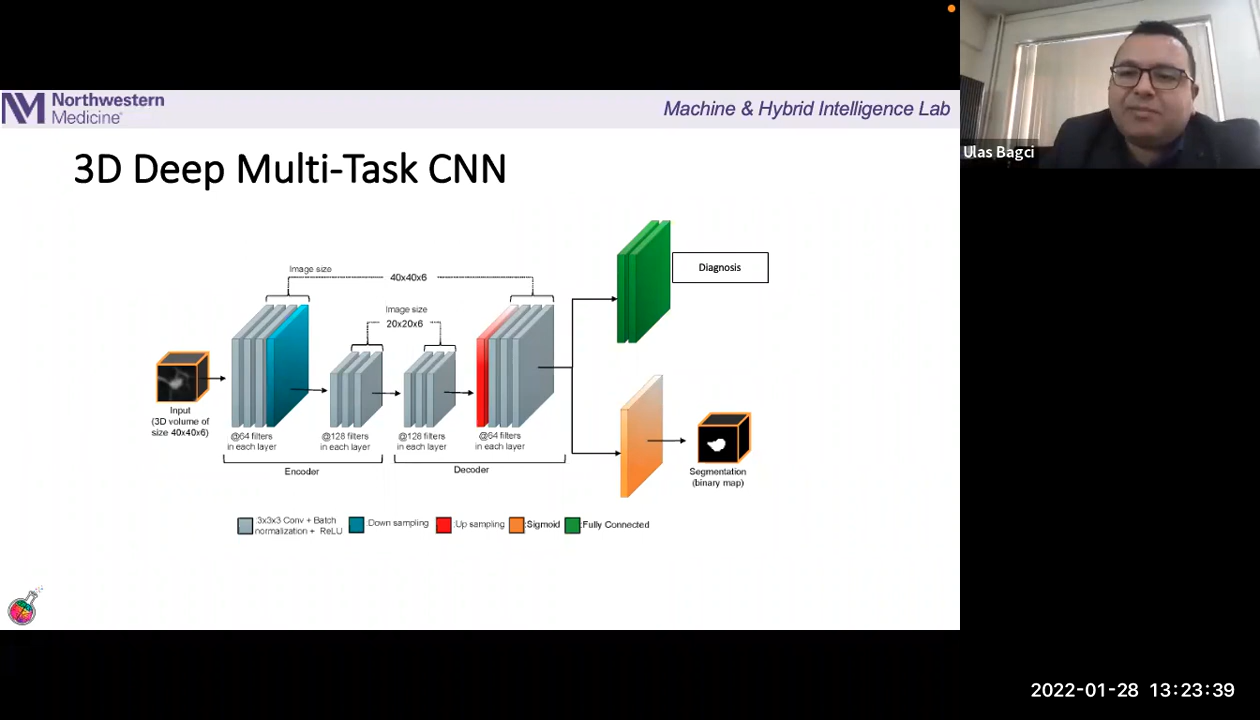 Northwestern
Medicine
Machine & Hybrid Intelligence Lab
Ulas Bagci
3D Deep Multi-Task CNN
Image size
40x40x6
Image size
20x20x6
Diagnosis
Input
(3D volume of
size 40x40x6)
@64 filters
in each layer
@128 filters
in each layer
@128 filters
in each layer
@64 filters
in each layer
Encoder
Decoder
Segmentation
(binary map)
3x3x3 Conv + Batch
normalization + ReLU
Down sampling
Up sampling
Sigmoid
Fully Connected
2022-01-28 13:23:39